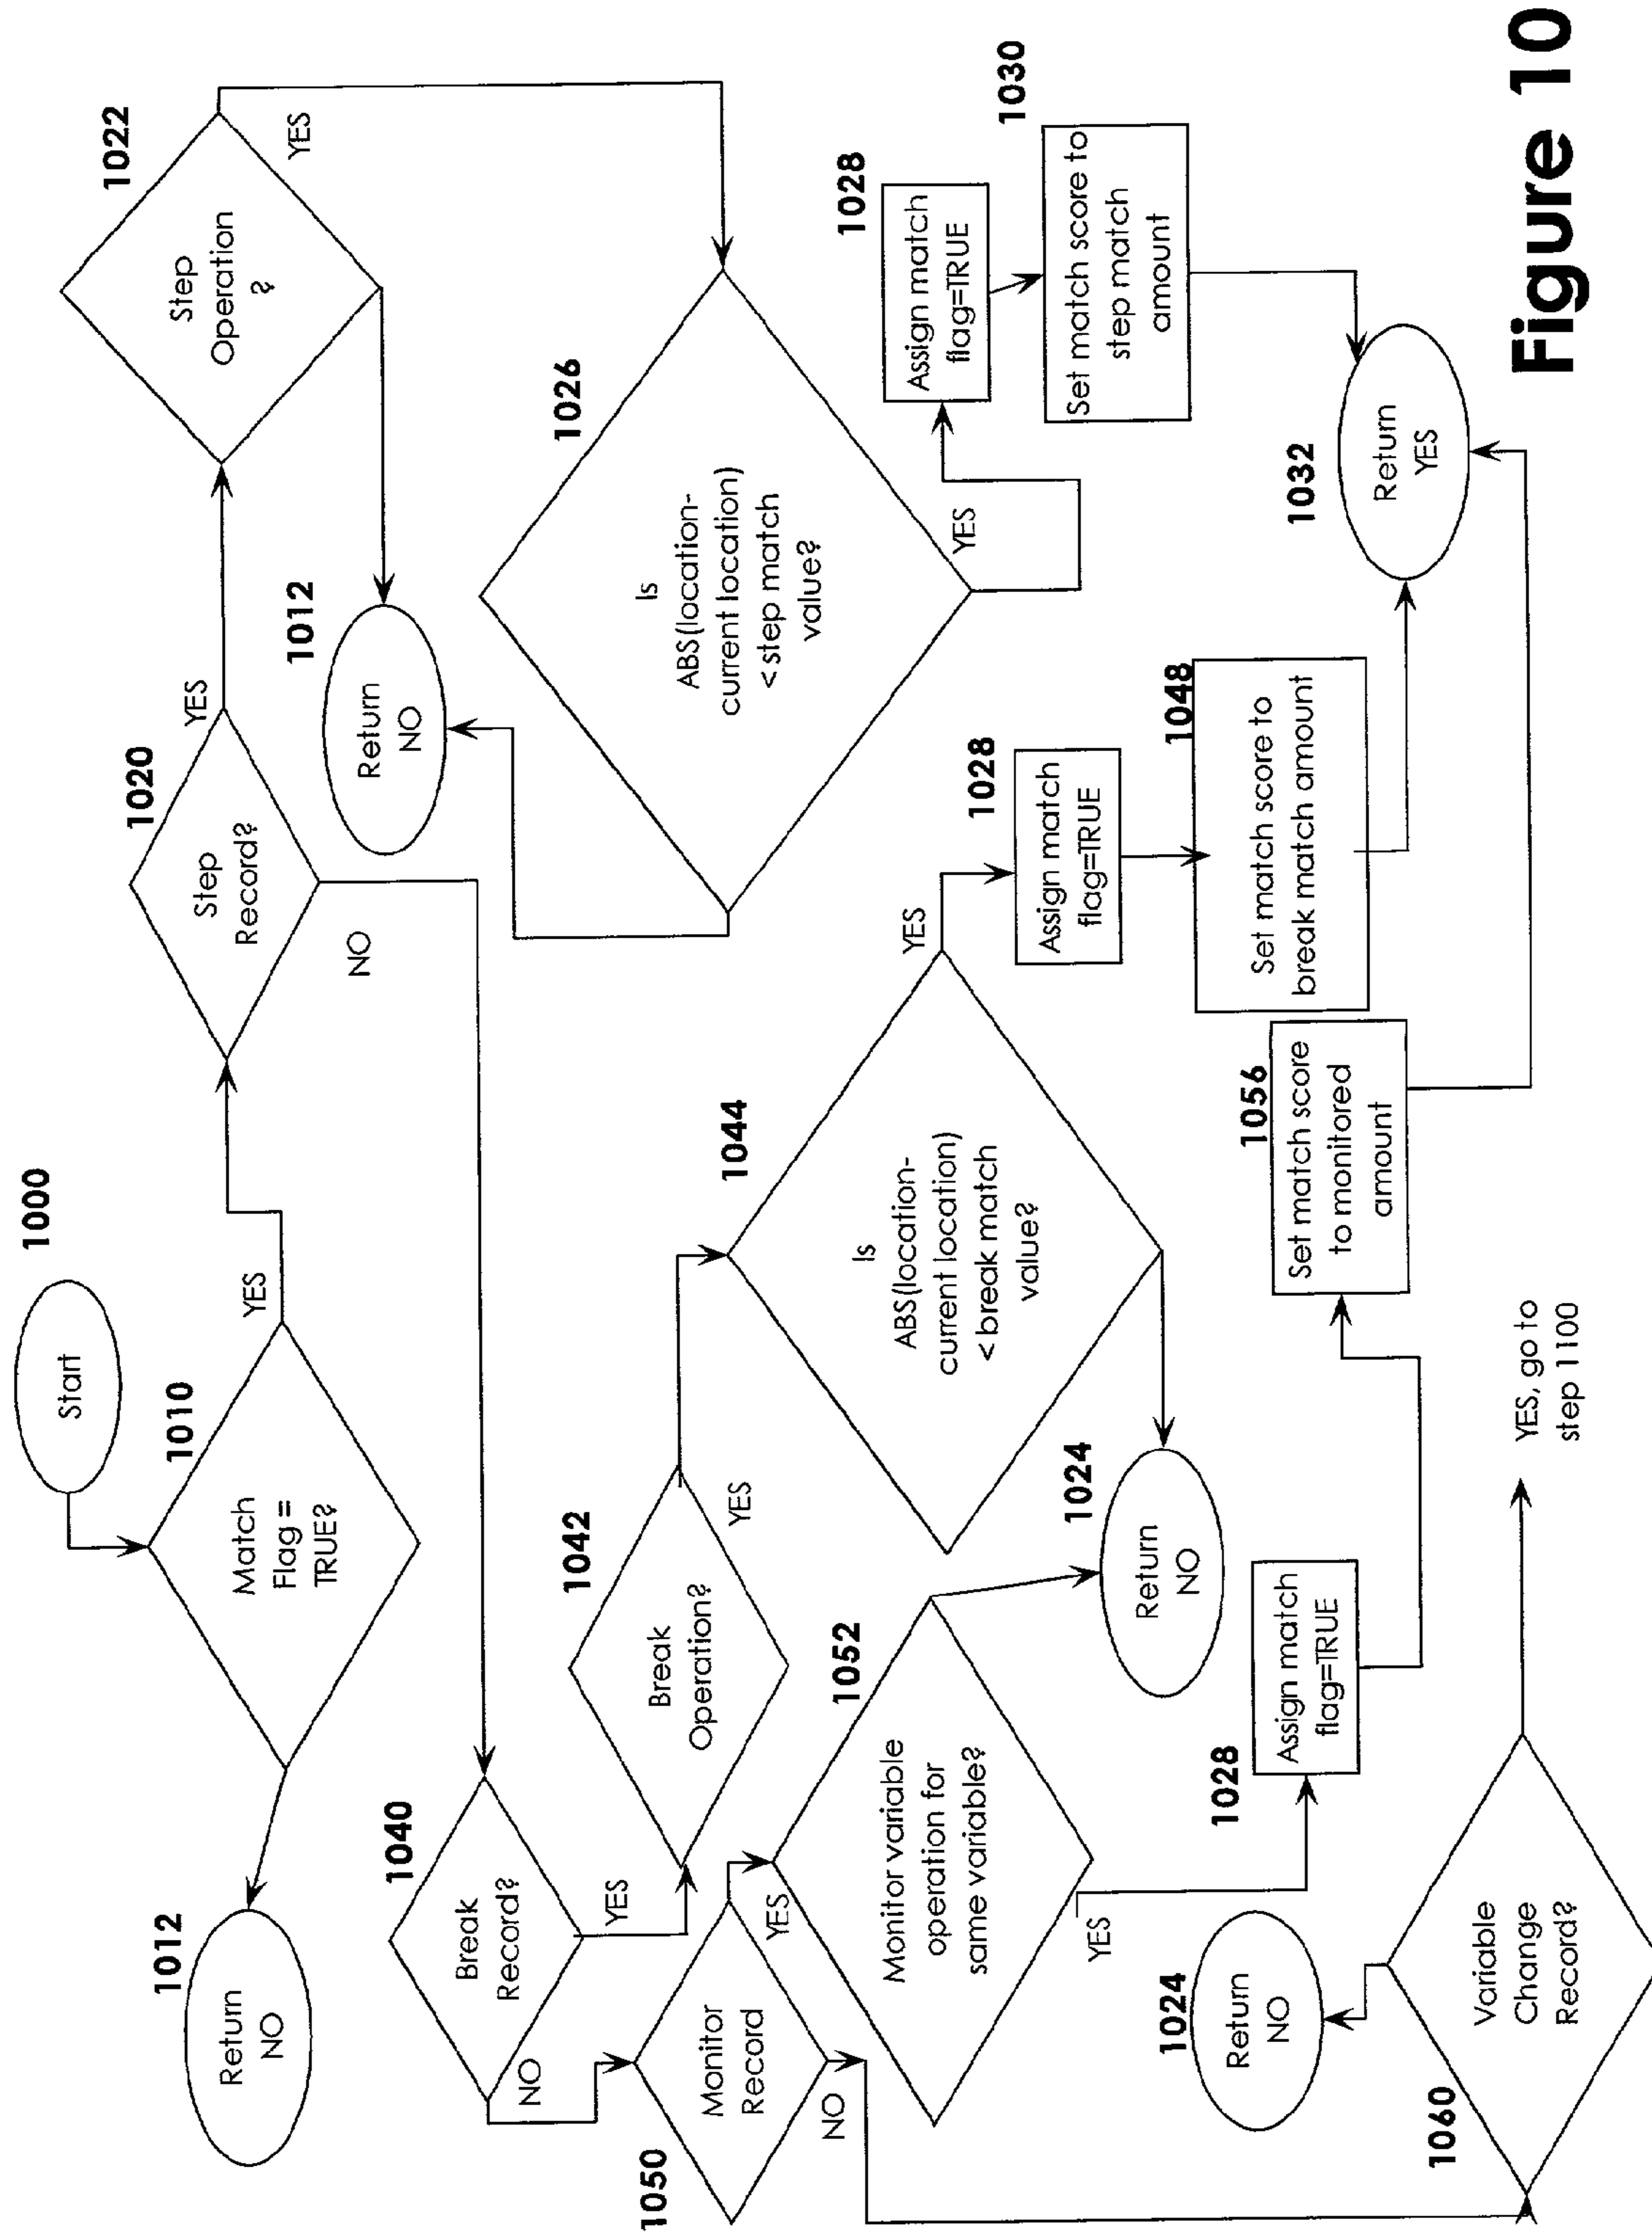 1000
Start
1010
Match
Flag =
TRUE?
YES
1012
Return
NO
1020
Step
Record?
YES
NO
1022
Step
Operation
?
YES
1012
Return
NO
1026
Is
ABS(location-
current location)
< step match
value?
YES
1028
Assign match
flag=TRUE
1030
Set match score to
step match
amount
1032
Return
YES
1040
Break
Record?
YES
NO
1042
Break
Operation?
YES
1044
Is
ABS(location-
current location)
< break match
value?
YES
1028
Assign match
flag=TRUE
1048
Set match score to
break match amount
1024
Return
NO
1050
Monitor
Record
YES
NO
1052
Monitor variable
operation for
same variable?
YES
1028
Assign match
flag=TRUE
1056
Set match score
to monitored
amount
1060
Variable
Change
Record?
1024
Return
NO
YES, go to
step 1100
Figure 10